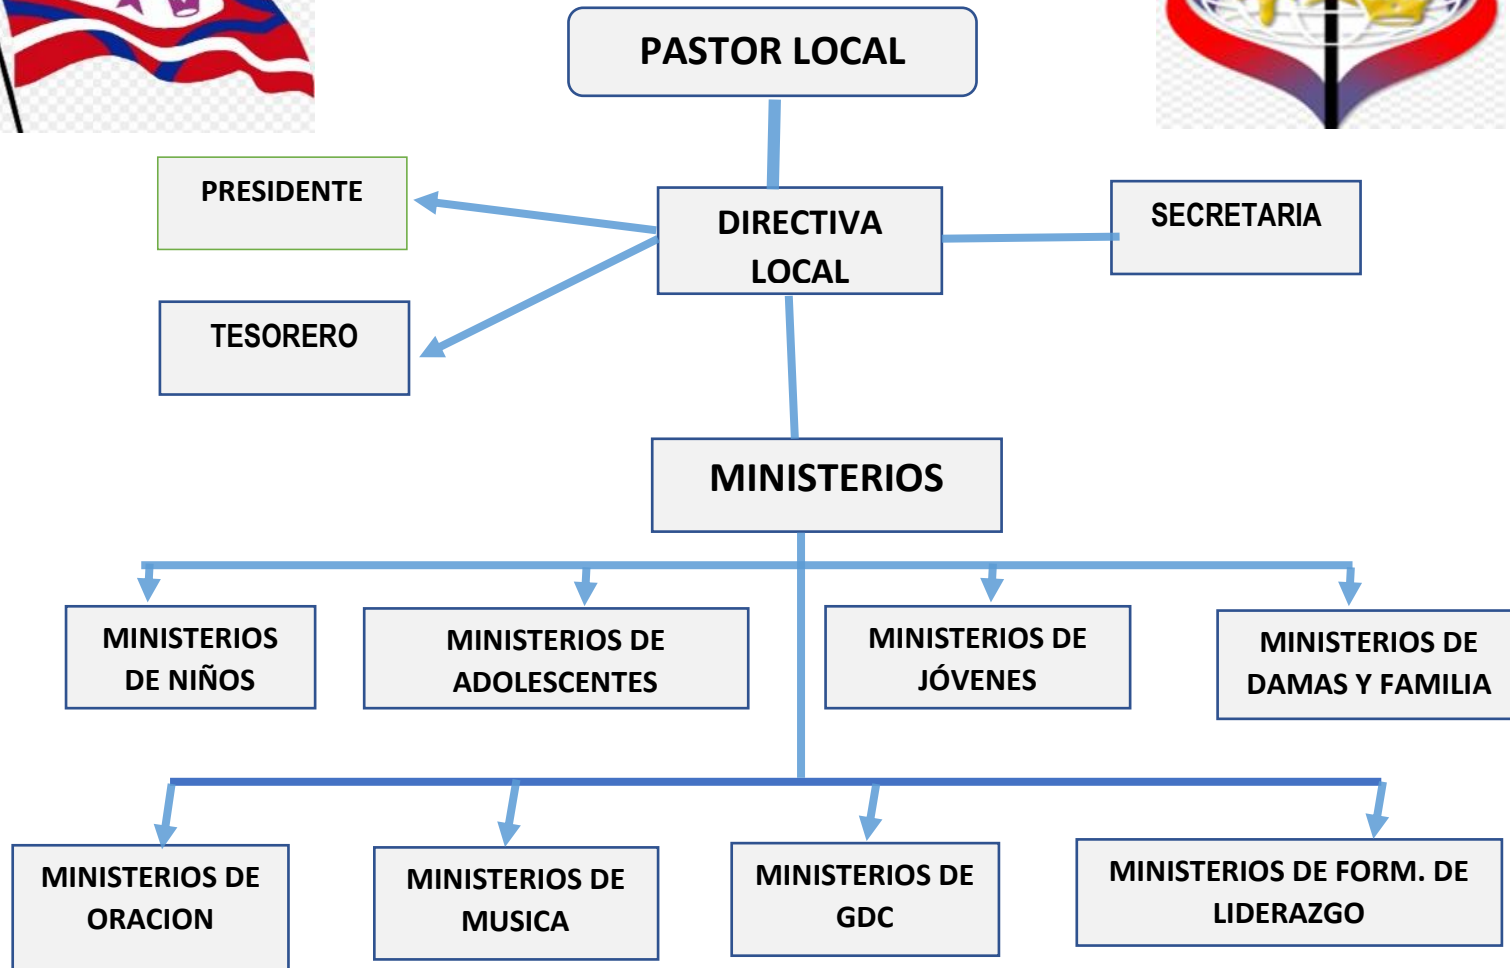 PASTOR LOCAL
PRESIDENTE
DIRECTIVA
LOCAL
SECRETARIA
TESORERO
MINISTERIOS
MINISTERIOS
DE NIÑOS
MINISTERIOS DE
ADOLESCENTES
MINISTERIOS DE
JÓVENES
MINISTERIOS DE
DAMAS Y FAMILIA
MINISTERIOS DE
ORACION
MINISTERIOS DE
MUSICA
MINISTERIOS DE
GDC
MINISTERIOS DE FORM. DE
LIDERAZGO